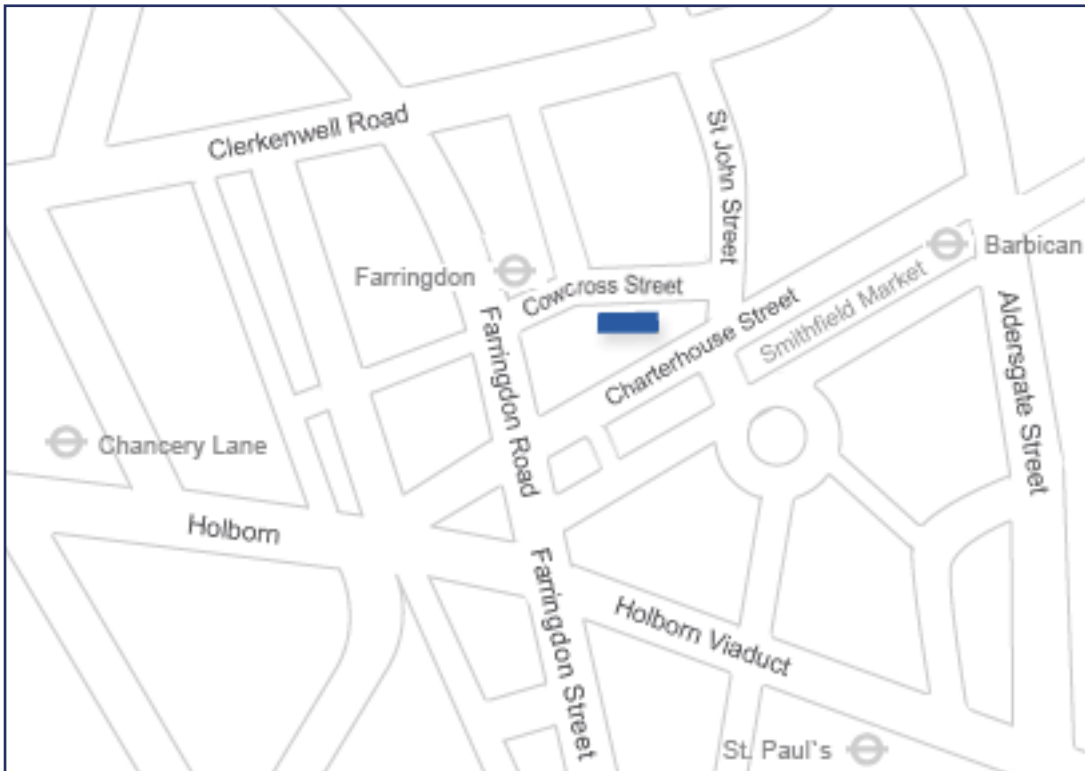 Clerkenwell Road
St John Street
Farringdon
Cowcross Street
Barbican
Smithfield Market
Charterhouse Street
Farringdon Road
Aldersgate Street
Chancery Lane
Holborn
Farringdon Street
Holborn Viaduct
St. Paul`s